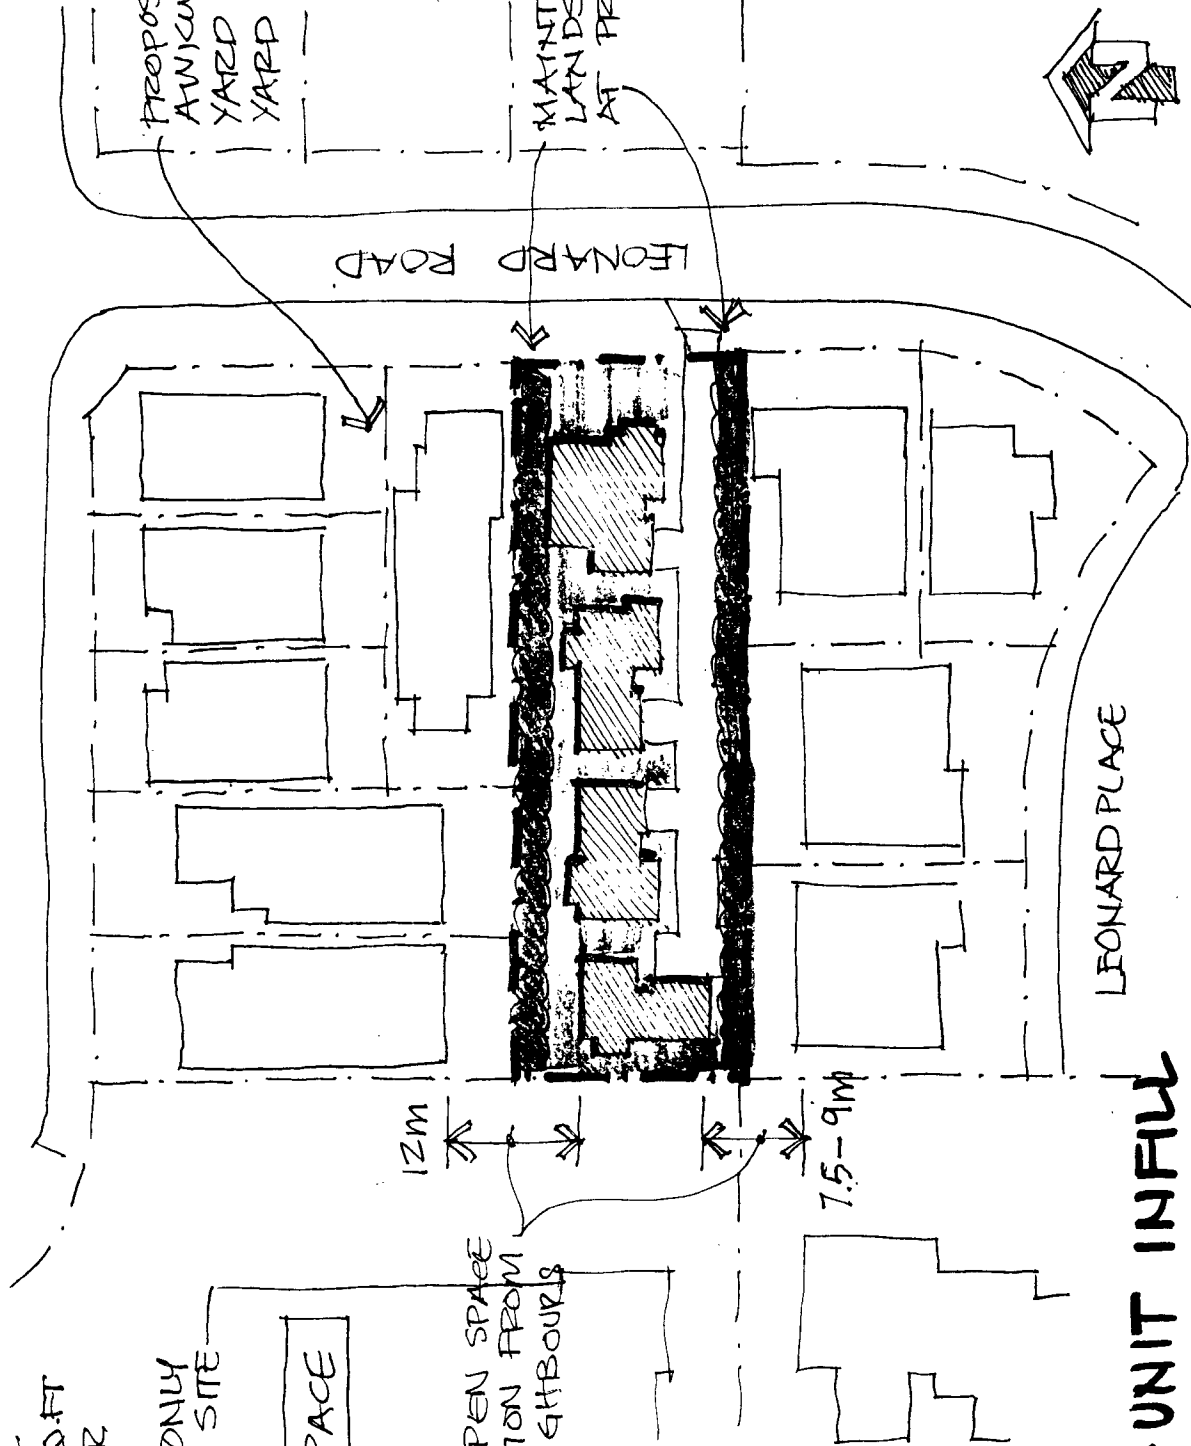 AWKW
YARD
YARD
MAINT
LANDS
AT PR
LEONARD ROAD
N
12m
7.5-9m
LEONARD PLACE
ONLY
SITE
PEN SPACE
ION FROM
GHBOURS
PACE
UNIT INFILL